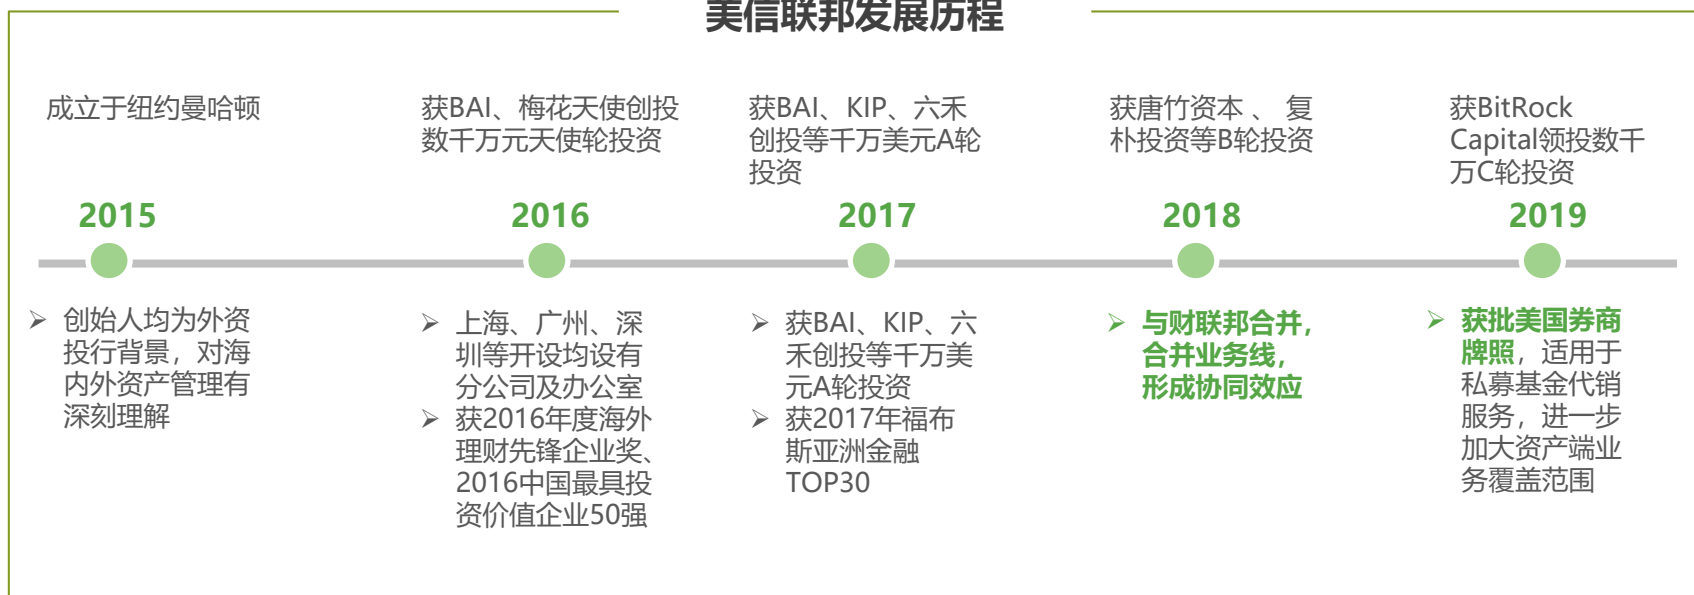 美信联邦发展历程
成立于纽约曼哈顿
获BAI、梅花天使创投
数千万元天使轮投资
获BAI、KIP、六禾
创投等千万美元A轮
投资
获唐竹资本 、 复
朴投资等B轮投资
获BitRock
Capital领投数千
万C轮投资
2015
2016
2017
2018
2019
➢ 创始人均为外资
投行背景，对海
内外资产管理有
深刻理解
➢ 上海、广州、深
圳等开设均设有
分公司及办公室
➢ 获2016年度海外
理财先锋企业奖、
2016中国最具投
资价值企业50强
➢ 获BAI、KIP、六
禾创投等千万美
元A轮投资
➢ 获2017年福布
斯亚洲金融
TOP30
➢ 与财联邦合并，
合并业务线，
形成协同效应
➢ 获批美国券商
牌照，适用于
私募基金代销
服务，进一步
加大资产端业
务覆盖范围